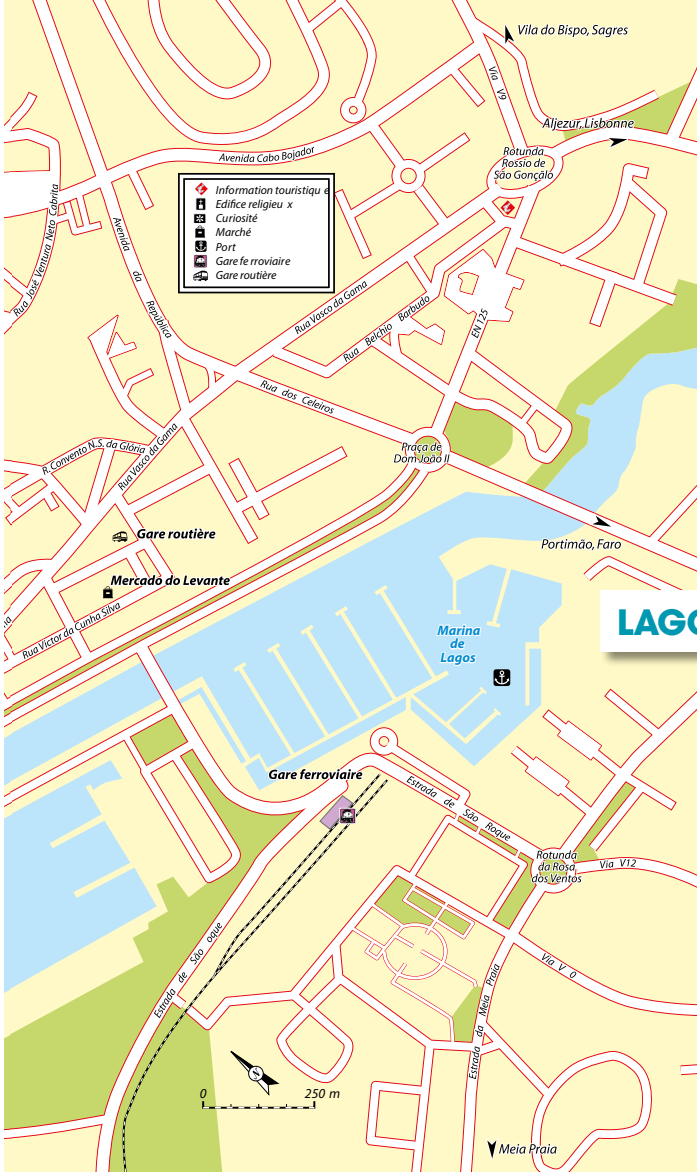 Vila do Bispo, Sagres
Via V9
Aljezur, Lisbonne
Rotunda
Rossio de
São Gonçalo
Avenida Cabo Bojador
Rua José Ventura Neto Cabrita
Information touristiqu e
Edifice religieu x
Curiosité
Marché
Port
Gare fe rroviaire
Gare routière
Avenida da República
Rua Vasco da Gama
Rua Belchio Barbudo
EN 125
Rua dos Celeiros
Praça de
Dom João II
R. Convento N.S. da Glória
Rua Vasco da Gama
Portimão, Faro
Gare routière
Mercado do Levante
Rua Victor da Cunha Silva
LAGO
Marina
de
Lagos
Gare ferroviaire
Estrada de São Roque
Rotunda
da Rosa
dos Ventos
Via V12
Estrada de São oque
Via V 0
Estrada da Meia Praia
N
0 250 m
Meia Praia